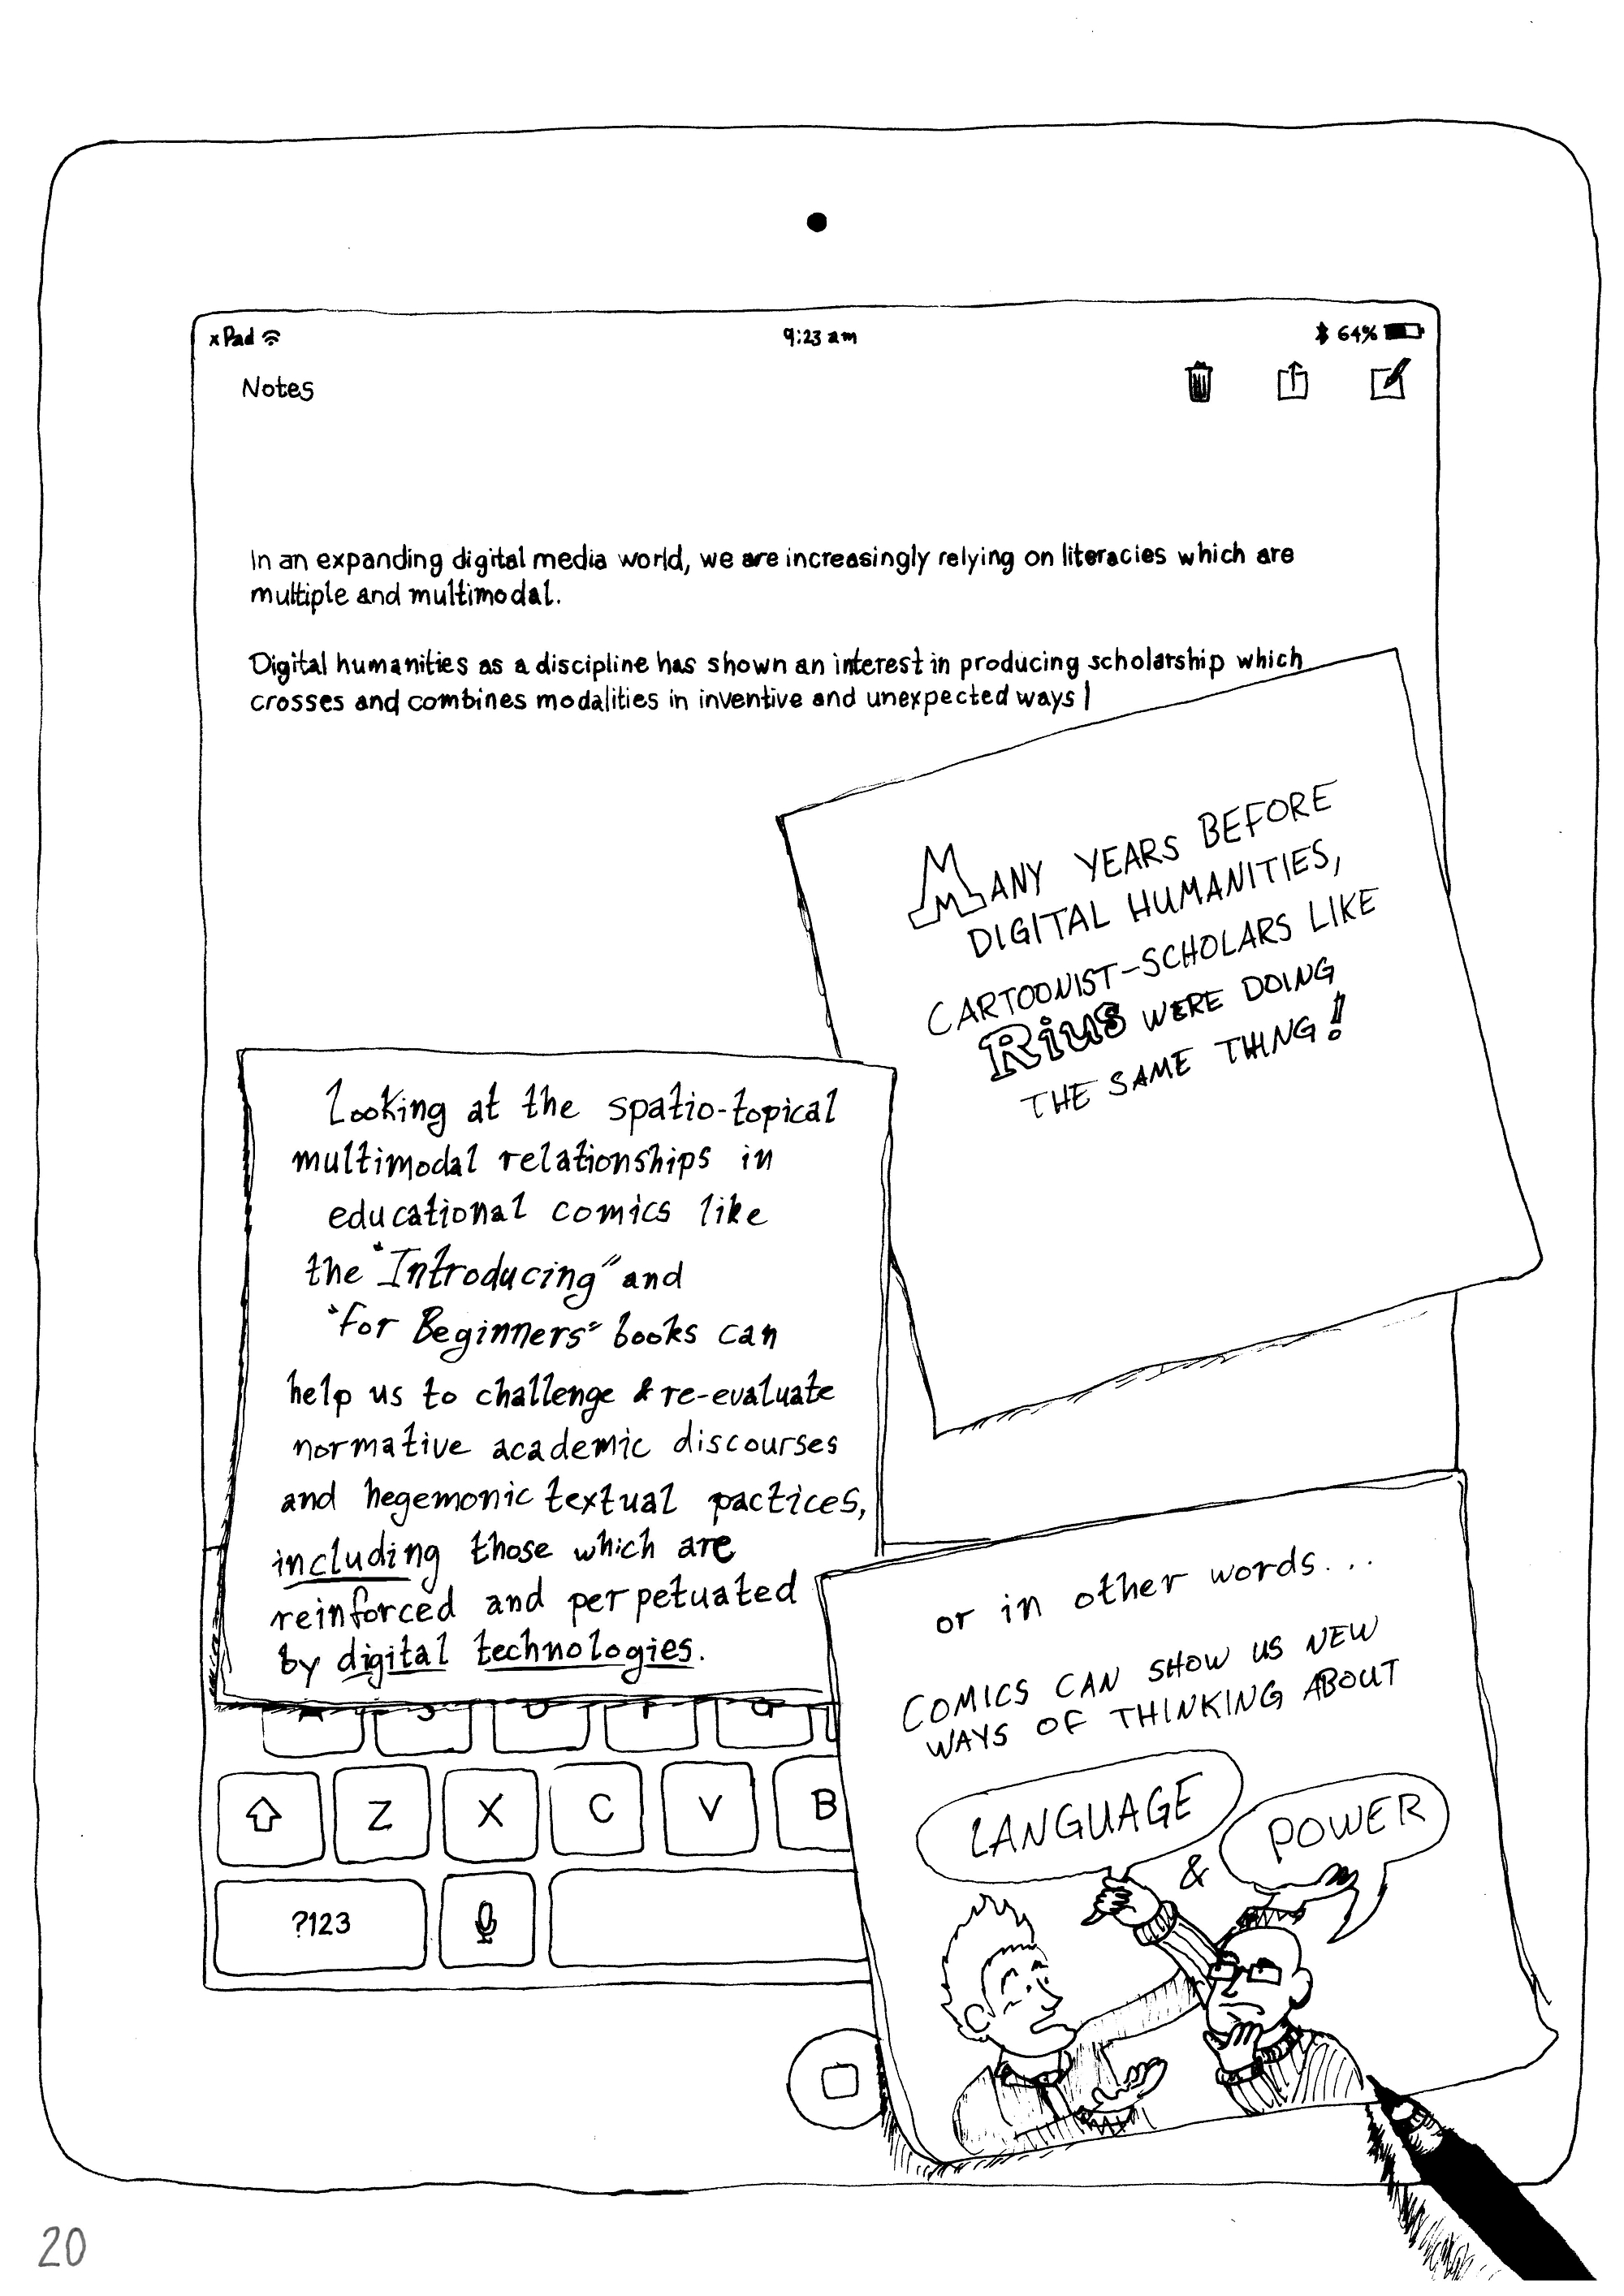 xPad 9:23 am 64%
Notes
In an expanding digital media world, we are increasingly relying on literacies which are
multiple and multimodal.
Digital humanities as a discipline has shown an interest in producing scholarship which
crosses and combines modalities in inventive and unexpected ways
MANY YEARS BEFORE
DIGITAL HUMANITIES,
CARTOONIST-SCHOLARS LIKE
Rius WERE DOING
THE SAME THING!
Looking at the spatio-topical
multimodal relationships in
educational comics like
the "Introducing" and
"For Beginners" books can
help us to challenge & re-evaluate
normative academic discourses
and hegemonic textual pactices,
including those which are
reinforced and perpetuated
by digital technologies.
or in other words...
COMICS CAN SHOW US NEW
WAYS OF THINKING ABOUT
LANGUAGE
&
POWER
Z X C V B
?123
20